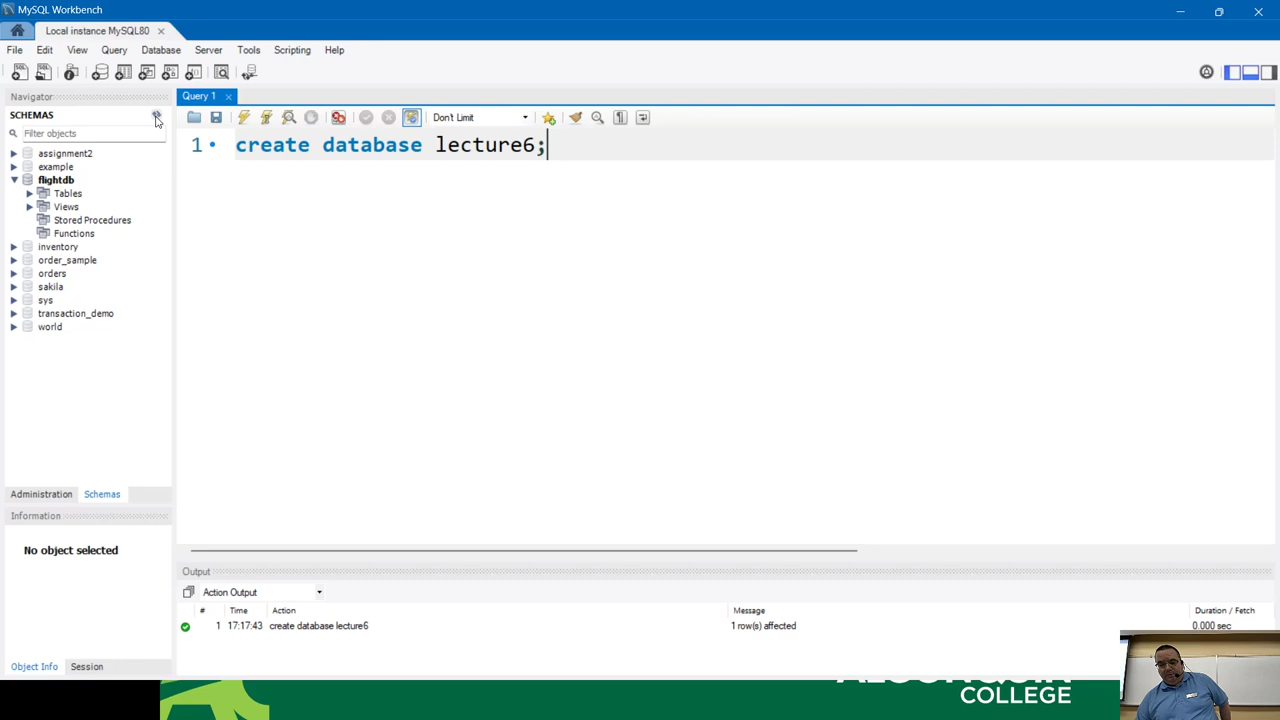 MySQL Workbench
Local instance MySQL80
File Edit View Query Database Server Tools Scripting Help
Navigator
SCHEMAS
Filter objects
assignment2
example
flightdb
Tables
Views
Stored Procedures
Functions
inventory
order_sample
orders
sakila
sys
transaction_demo
world
Administration Schemas
Information
No object selected
Object Info Session
Query 1
Don't Limit
1 create database lecture6;
Output
Action Output
# Time Action Message Duration / Fetch
1 17:17:43 create database lecture6 1 row(s) affected 0.000 sec
COLLEGE